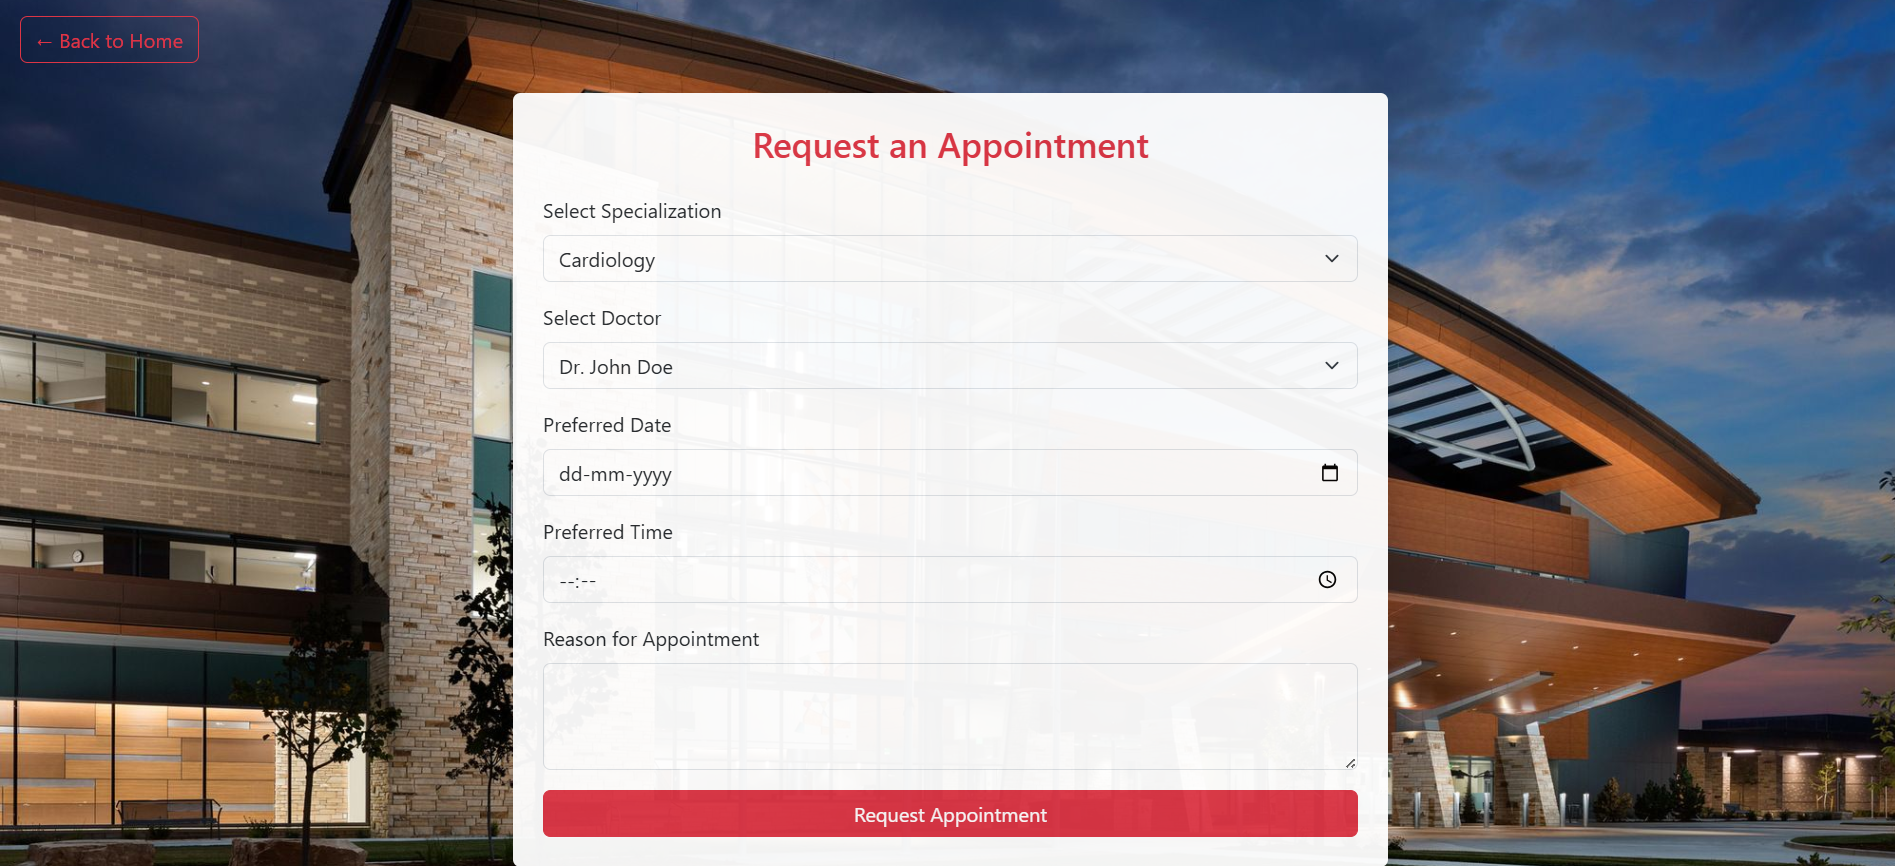 ← Back to Home
Request an Appointment
Select Specialization
Cardiology
Select Doctor
Dr. John Doe
Preferred Date
dd-mm-yyyy
Preferred Time
--:--
Reason for Appointment
Request Appointment